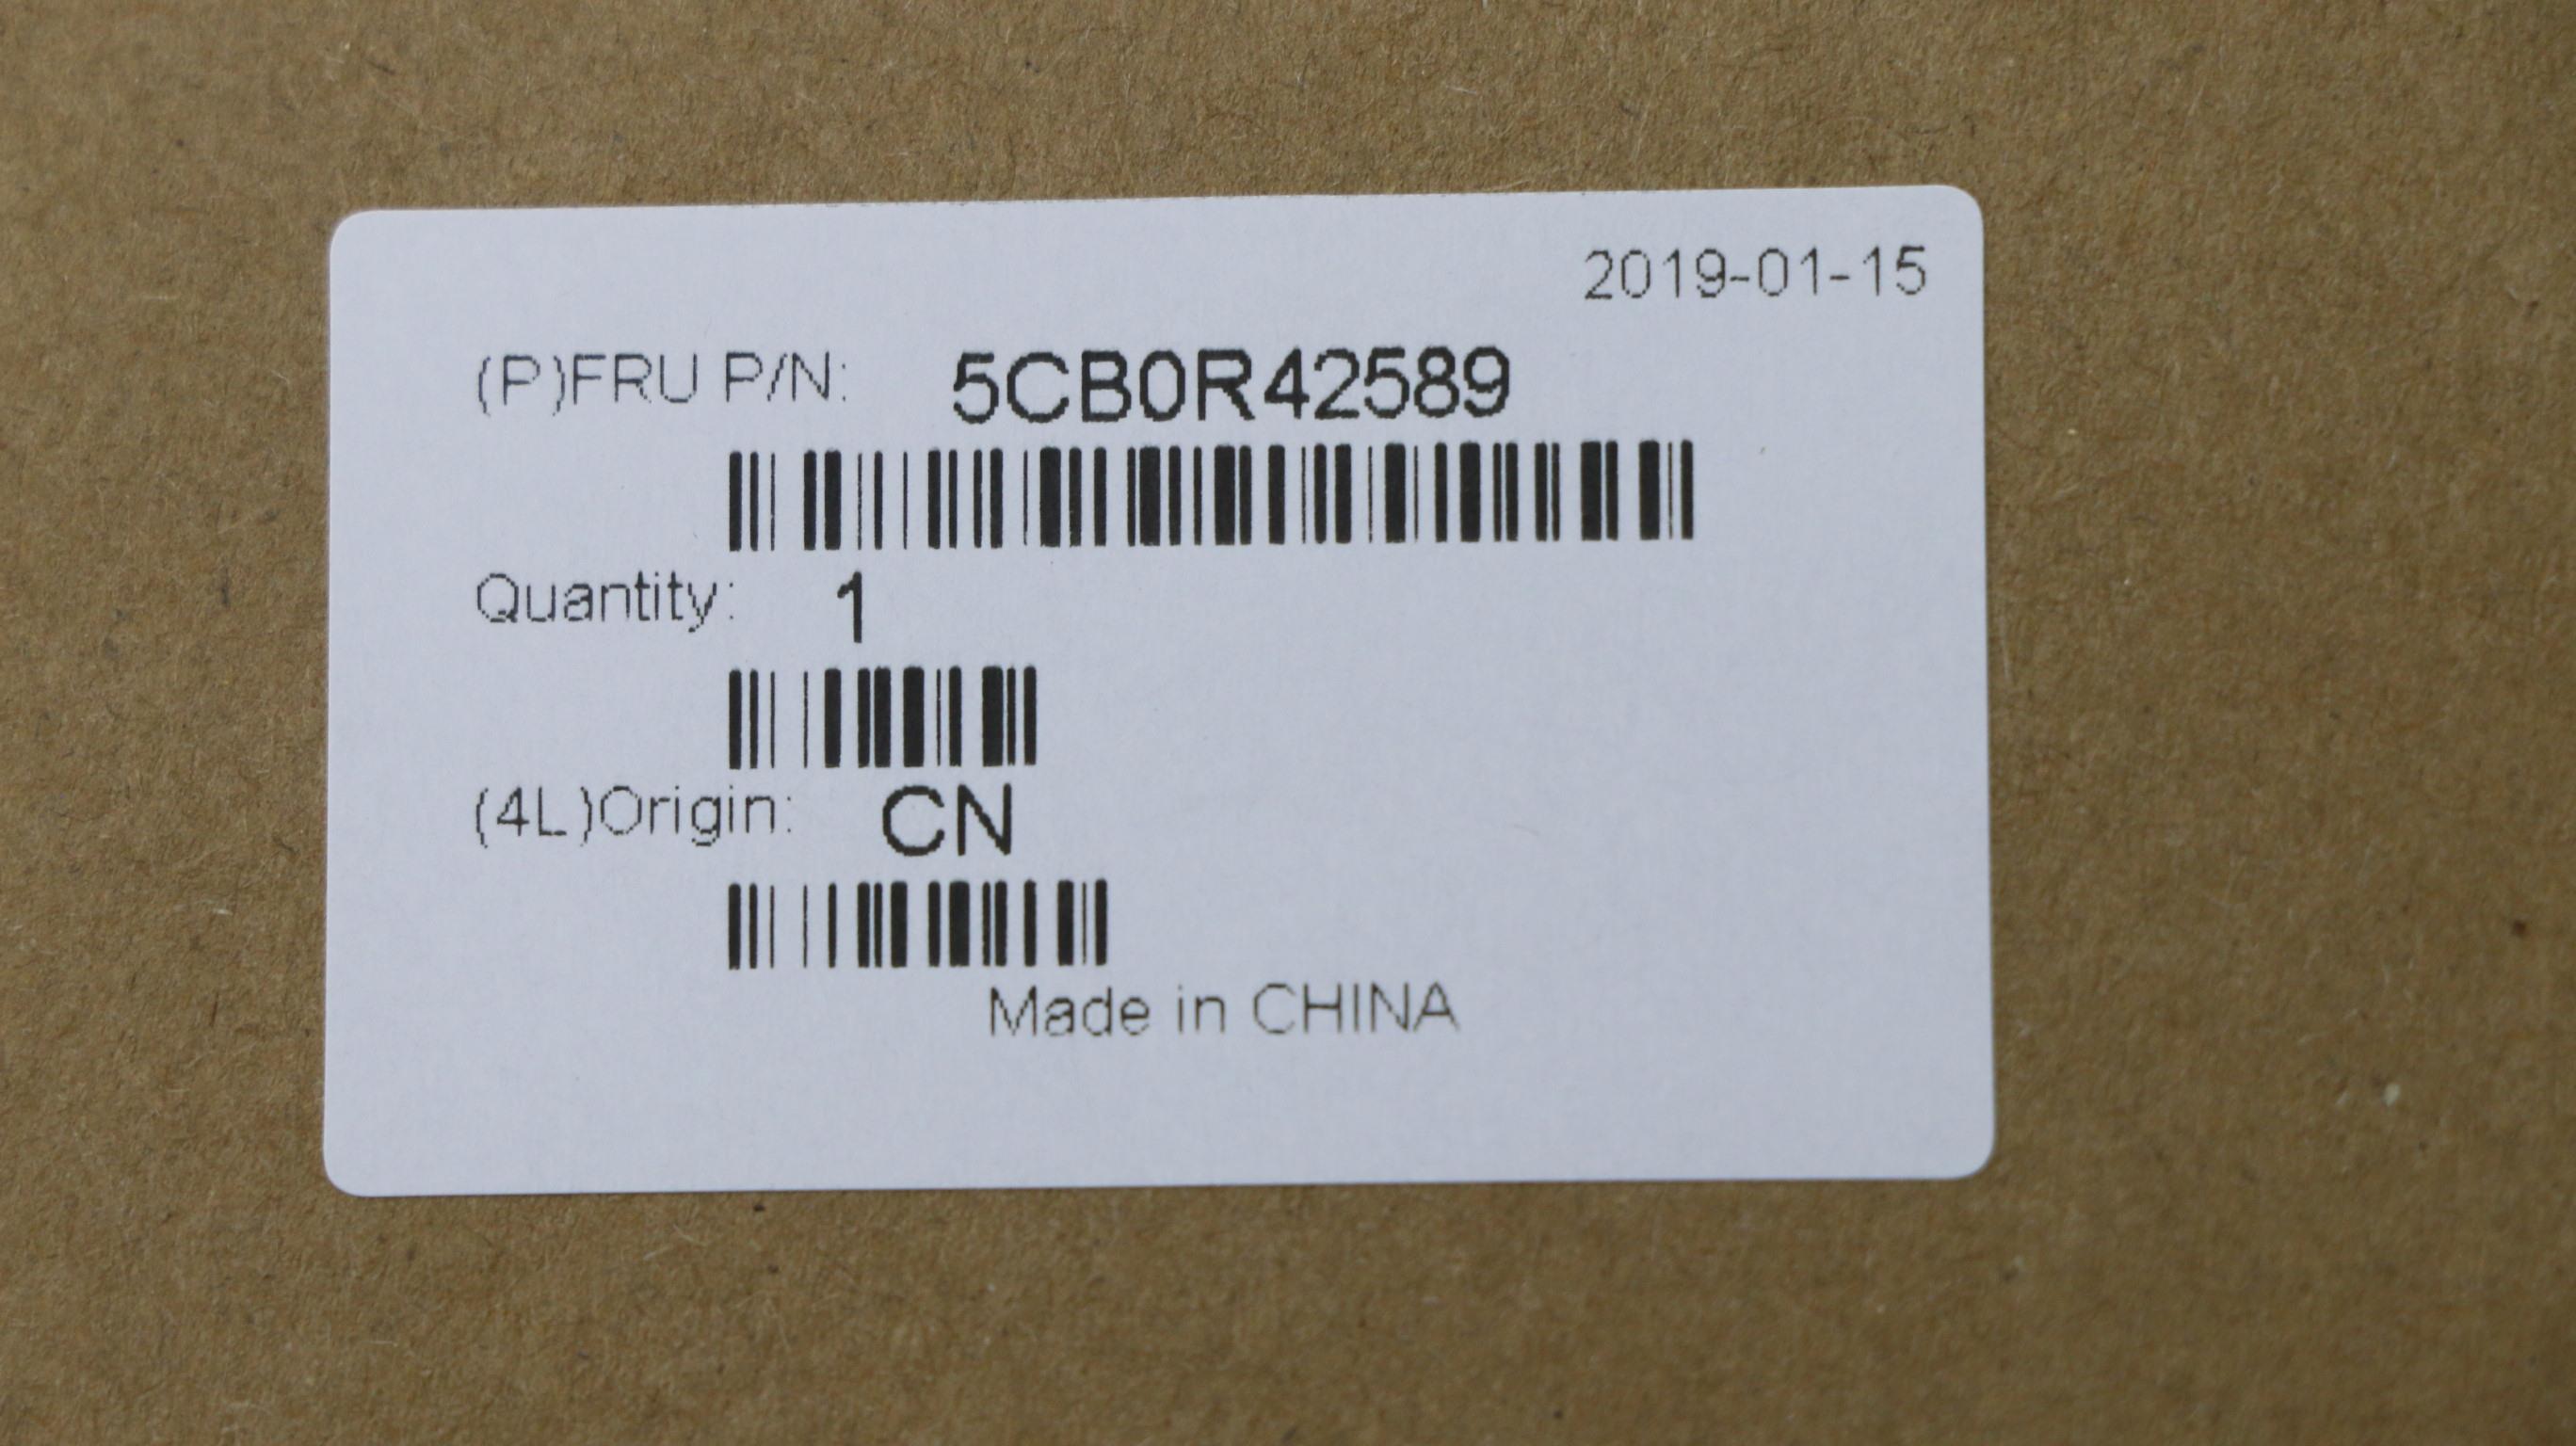 2019-01-15
(P)FRU P/N: 5CB0R42589
Quantity: 1
(4L)Origin: CN
Made in CHINA